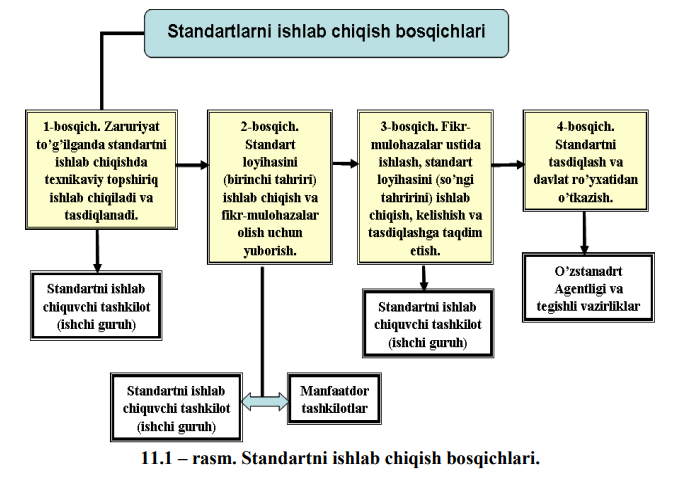 Standartlarni ishlab chiqish bosqichlari
1-bosqich. Zaruriyat
to’g’ilganda standartni
ishlab chiqishda
texnikaviy topshiriq
ishlab chiqiladi va
tasdiqlanadi.
2-bosqich.
Standart
loyihasini
(birinchi tahriri)
ishlab chiqish va
fikr-mulohazalar
olish uchun
yuborish.
3-bosqich. Fikr-
mulohazalar ustida
ishlash, standart
loyihasini (so’ngi
tahririni) ishlab
chiqish, kelishish va
tasdiqlashga taqdim
etish.
4-bosqich.
Standartni
tasdiqlash va
davlat ro’yxatidan
o’tkazish.
Standartni ishlab
chiquvchi tashkilot
(ishchi guruh)
Standartni ishlab
chiquvchi tashkilot
(ishchi guruh)
O’zstanadrt
Agentligi va
tegishli vazirliklar
Standartni ishlab
chiquvchi tashkilot
(ishchi guruh)
Manfaatdor
tashkilotlar
11.1 – rasm. Standartni ishlab chiqish bosqichlari.